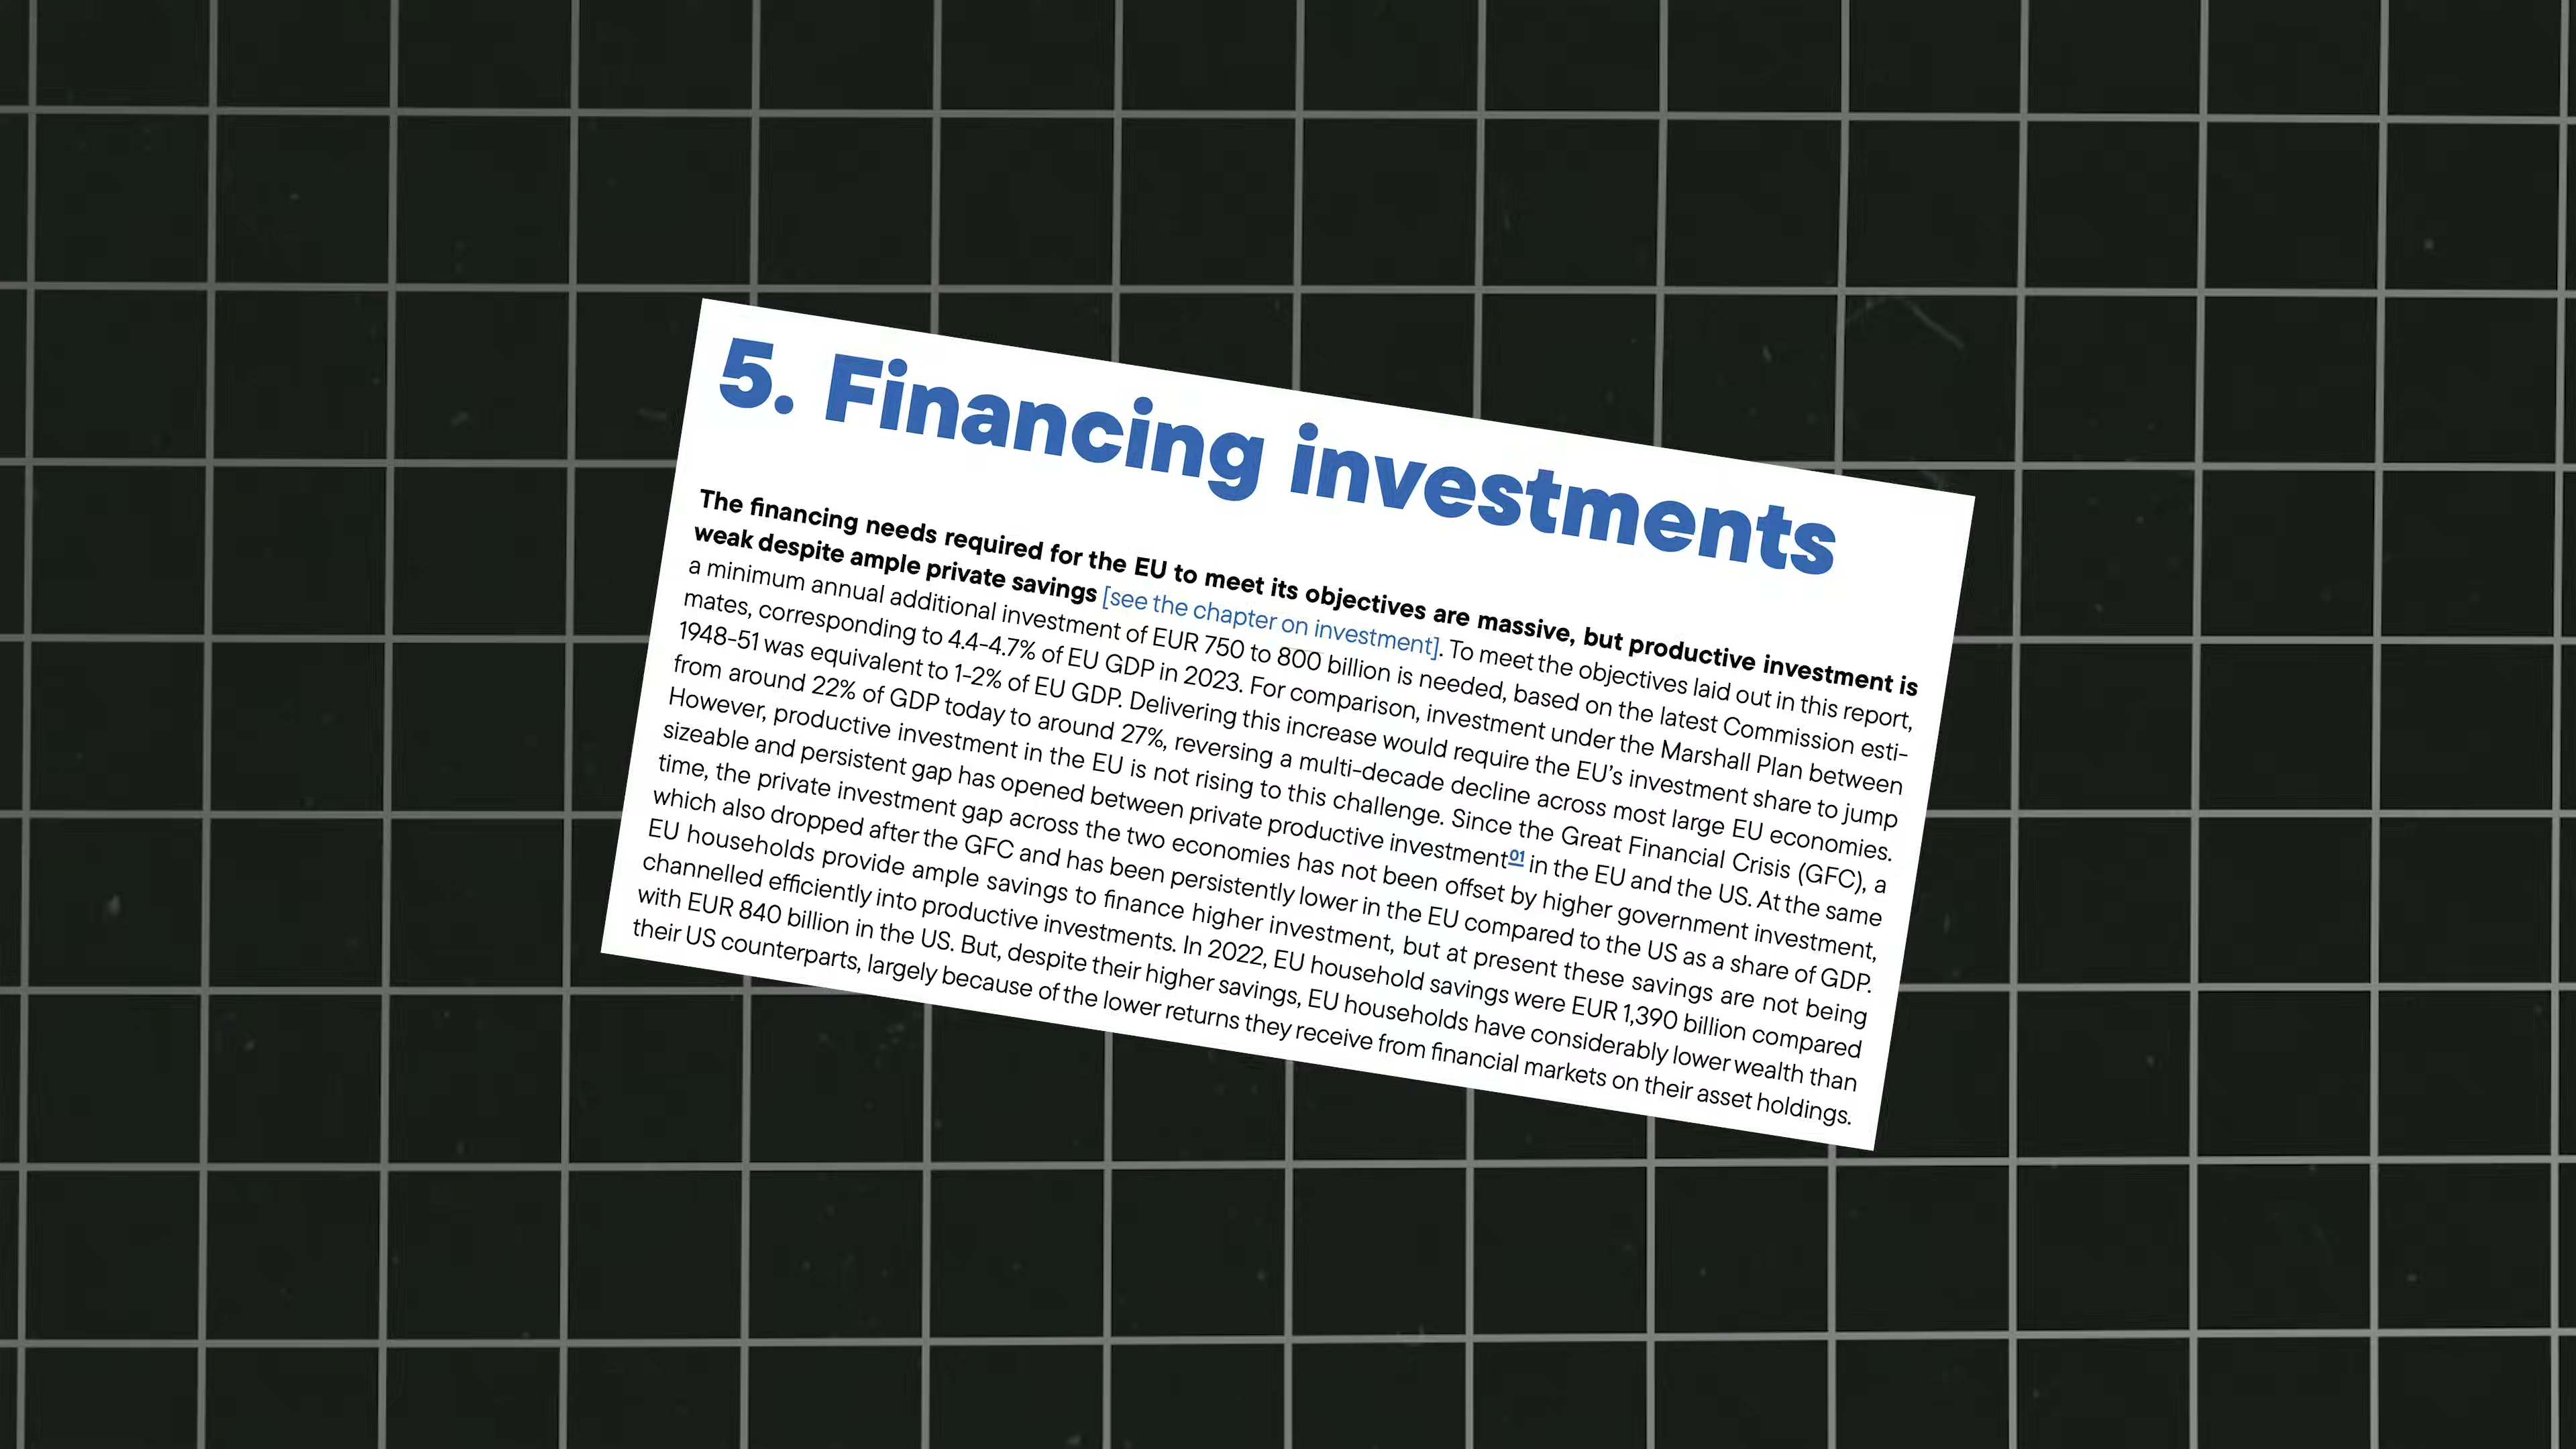 5. Financing investments
The financing needs required for the EU to meet its objectives are massive, but productive investment is
weak despite ample private savings [see the chapter on investment]. To meet the objectives laid out in this report,
a minimum annual additional investment of EUR 750 to 800 billion is needed, based on the latest Commission esti-
mates, corresponding to 4.4-4.7% of EU GDP in 2023. For comparison, investment under the Marshall Plan between
1948-51 was equivalent to 1-2% of EU GDP. Delivering this increase would require the EU's investment share to jump
from around 22% of GDP today to around 27%, reversing a multi-decade decline across most large EU economies.
However, productive investment in the EU is not rising to this challenge. Since the Great Financial Crisis (GFC), a
sizeable and persistent gap has opened between private productive investment01 in the EU and the US. At the same
time, the private investment gap across the two economies has not been offset by higher government investment,
which also dropped after the GFC and has been persistently lower in the EU compared to the US as a share of GDP.
EU households provide ample savings to finance higher investment, but at present these savings are not being
channelled efficiently into productive investments. In 2022, EU household savings were EUR 1,390 billion compared
with EUR 840 billion in the US. But, despite their higher savings, EU households have considerably lower wealth than
their US counterparts, largely because of the lower returns they receive from financial markets on their asset holdings.